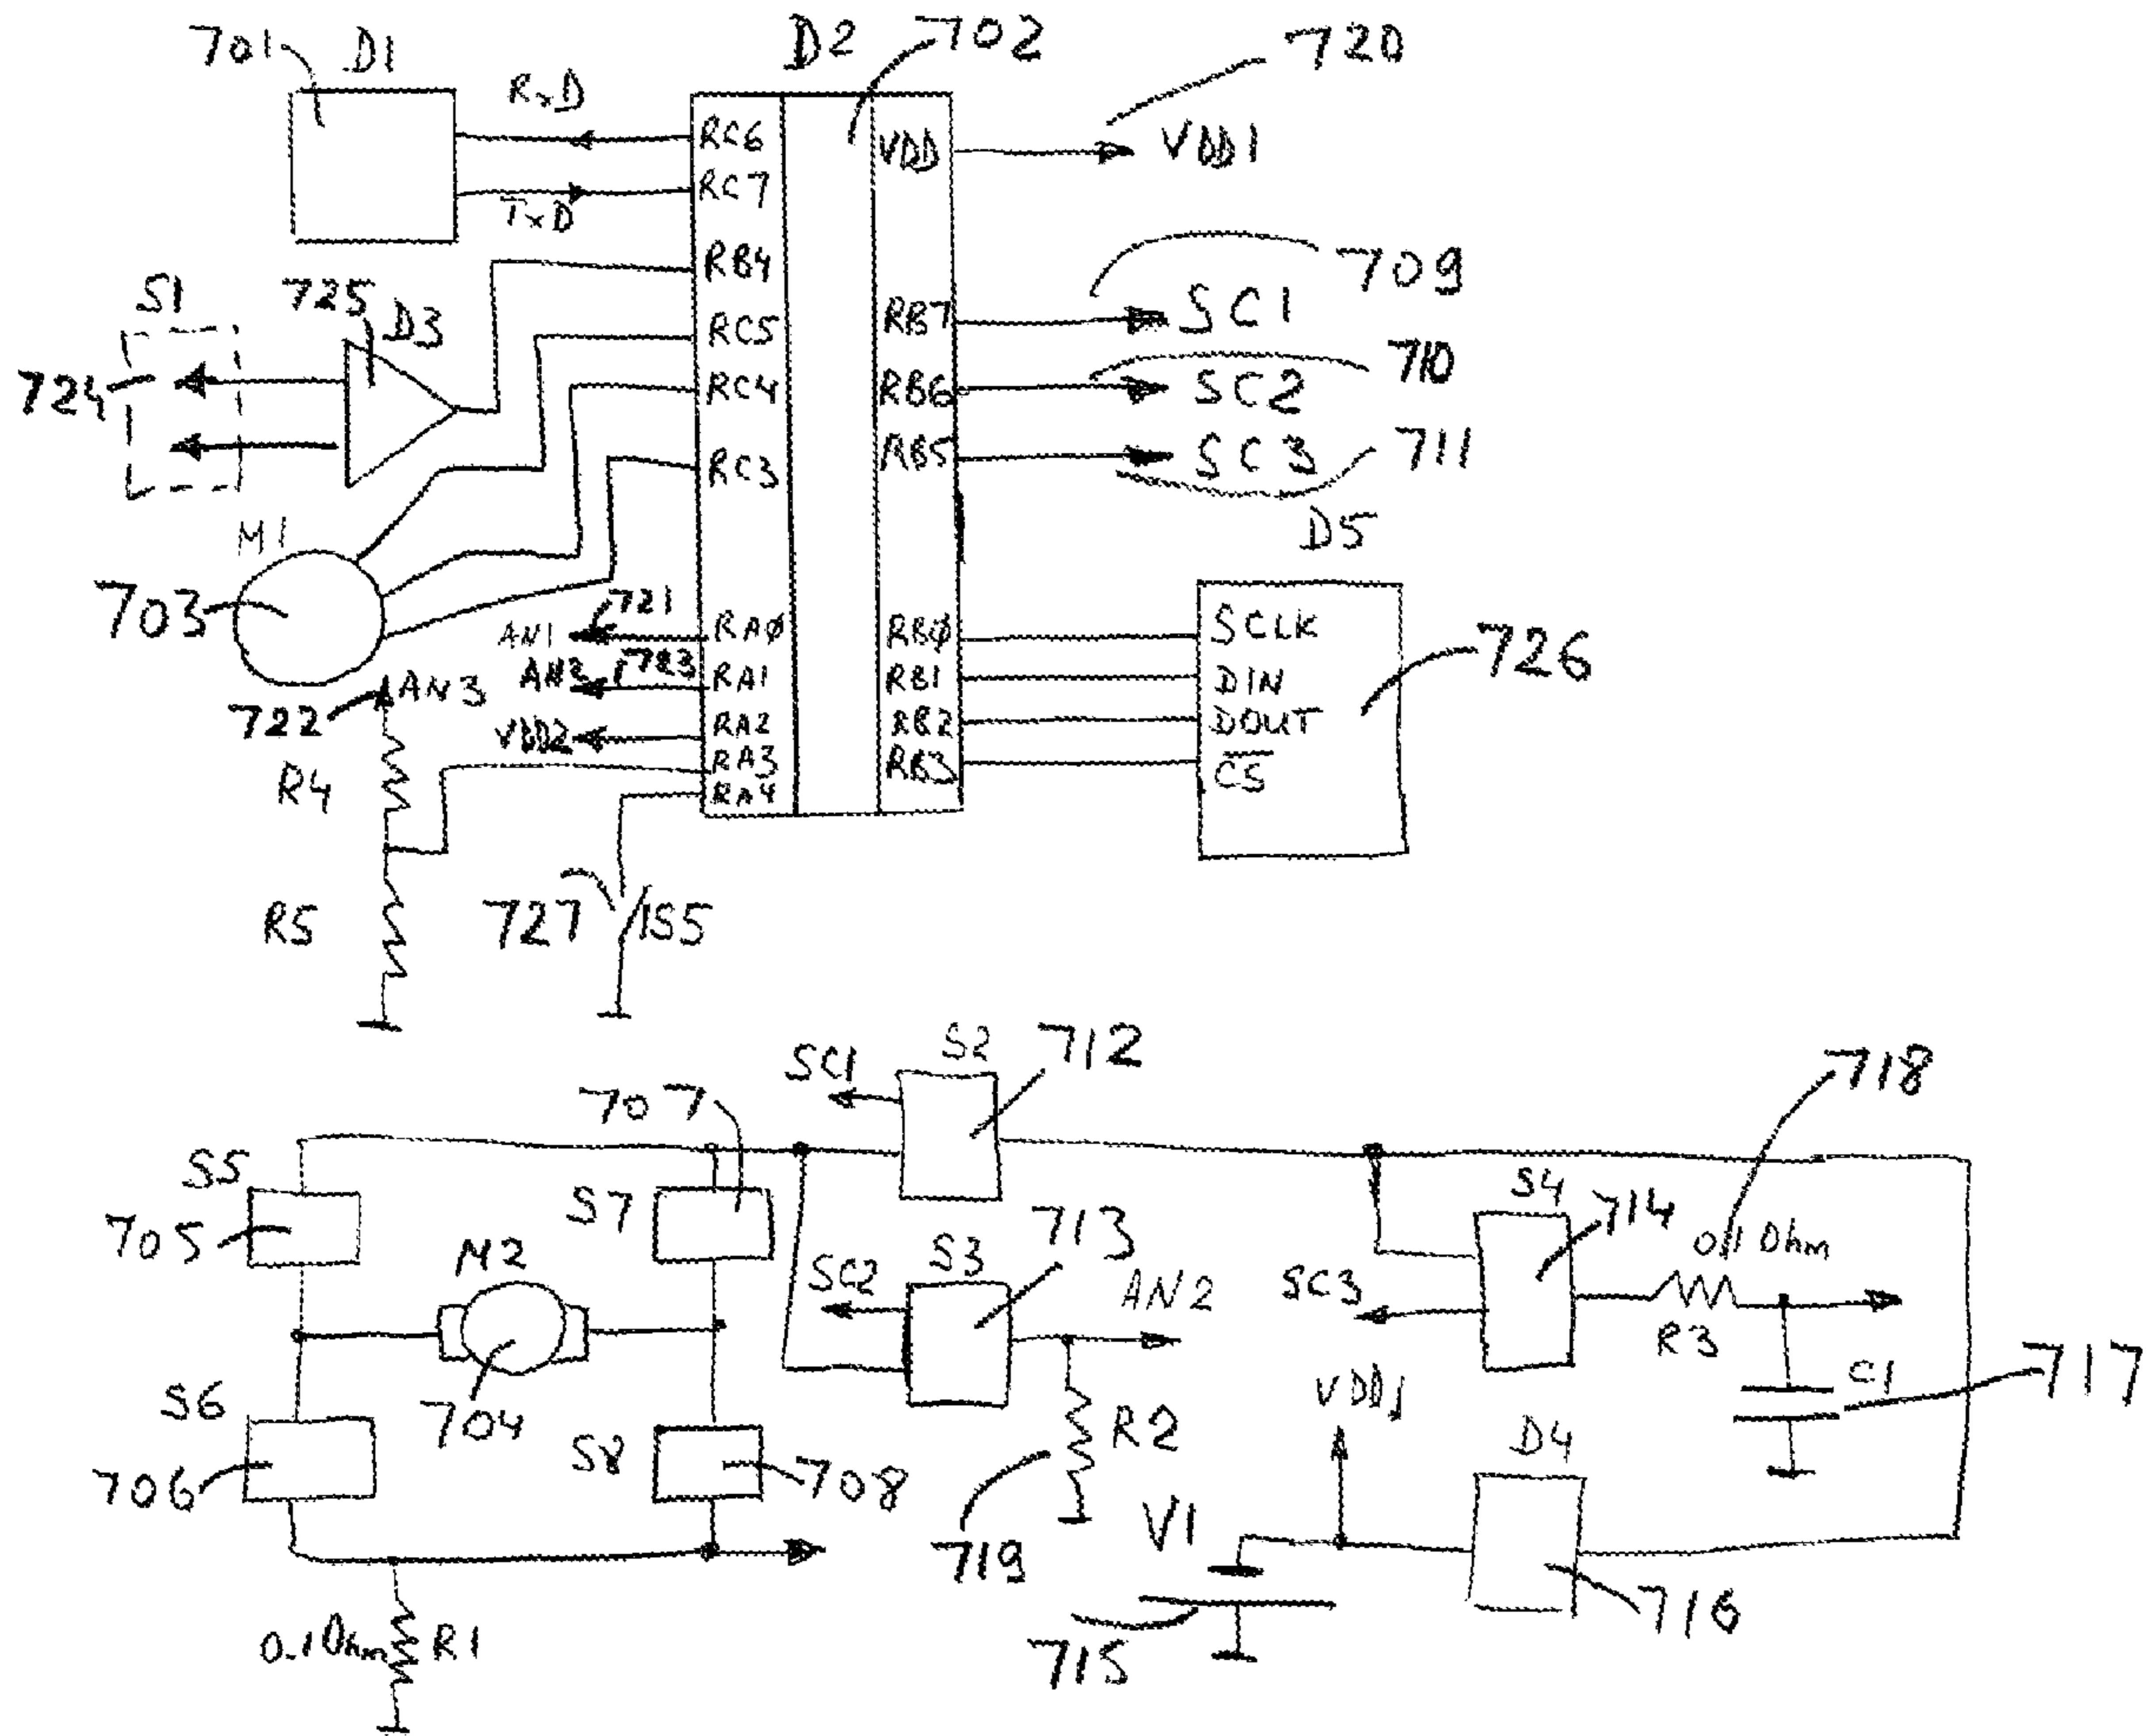 701 D1 D2 702 720
RxD
RC6 VDD VDD1
RC7
TxD
RB4 709
S1 725 D3 RC5 RB7 SC1
710
724 RC4 RB6 SC2
RC3 RB5 SC3 711
M1 D5
703 721
AN1 RA0 RB0 SCLK
723 726
AN2 RA1 RB1 DIN
AN3
722 VDD2 RA2 RB2 DOUT
RA3 RB3 CS
R4 RA4
R5 727 IS5
SC1 S2 712 718
707
S5 S4
705 S7 713 714 0.1 Ohm
M2 SC2 S3 AN2 SC3
R3
S6 704 VDD1 C1 717
706 S8 708 R2 D4
719 V1
0.1 Ohm R1 715 716